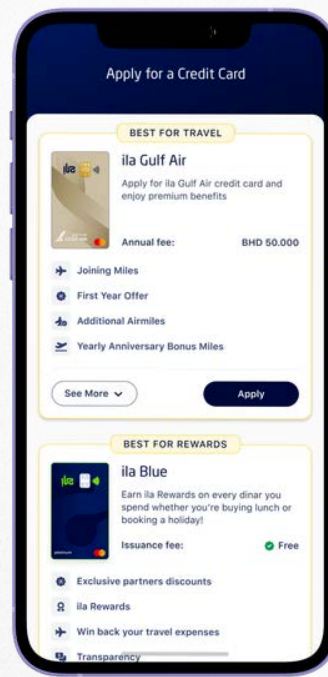 Apply for a Credit Card
BEST FOR TRAVEL
ila
ila Gulf Air
Apply for ila Gulf Air credit card and
enjoy premium benefits
Annual fee: BHD 50.000
Joining Miles
First Year Offer
Additional Airmiles
Yearly Anniversary Bonus Miles
See More
Apply
BEST FOR REWARDS
ila
ila Blue
Earn ila Rewards on every dinar you
spend whether you're buying lunch or
booking a holiday!
Issuance fee: Free
platinum
Exclusive partners discounts
ila Rewards
Win back your travel expenses
Transparency